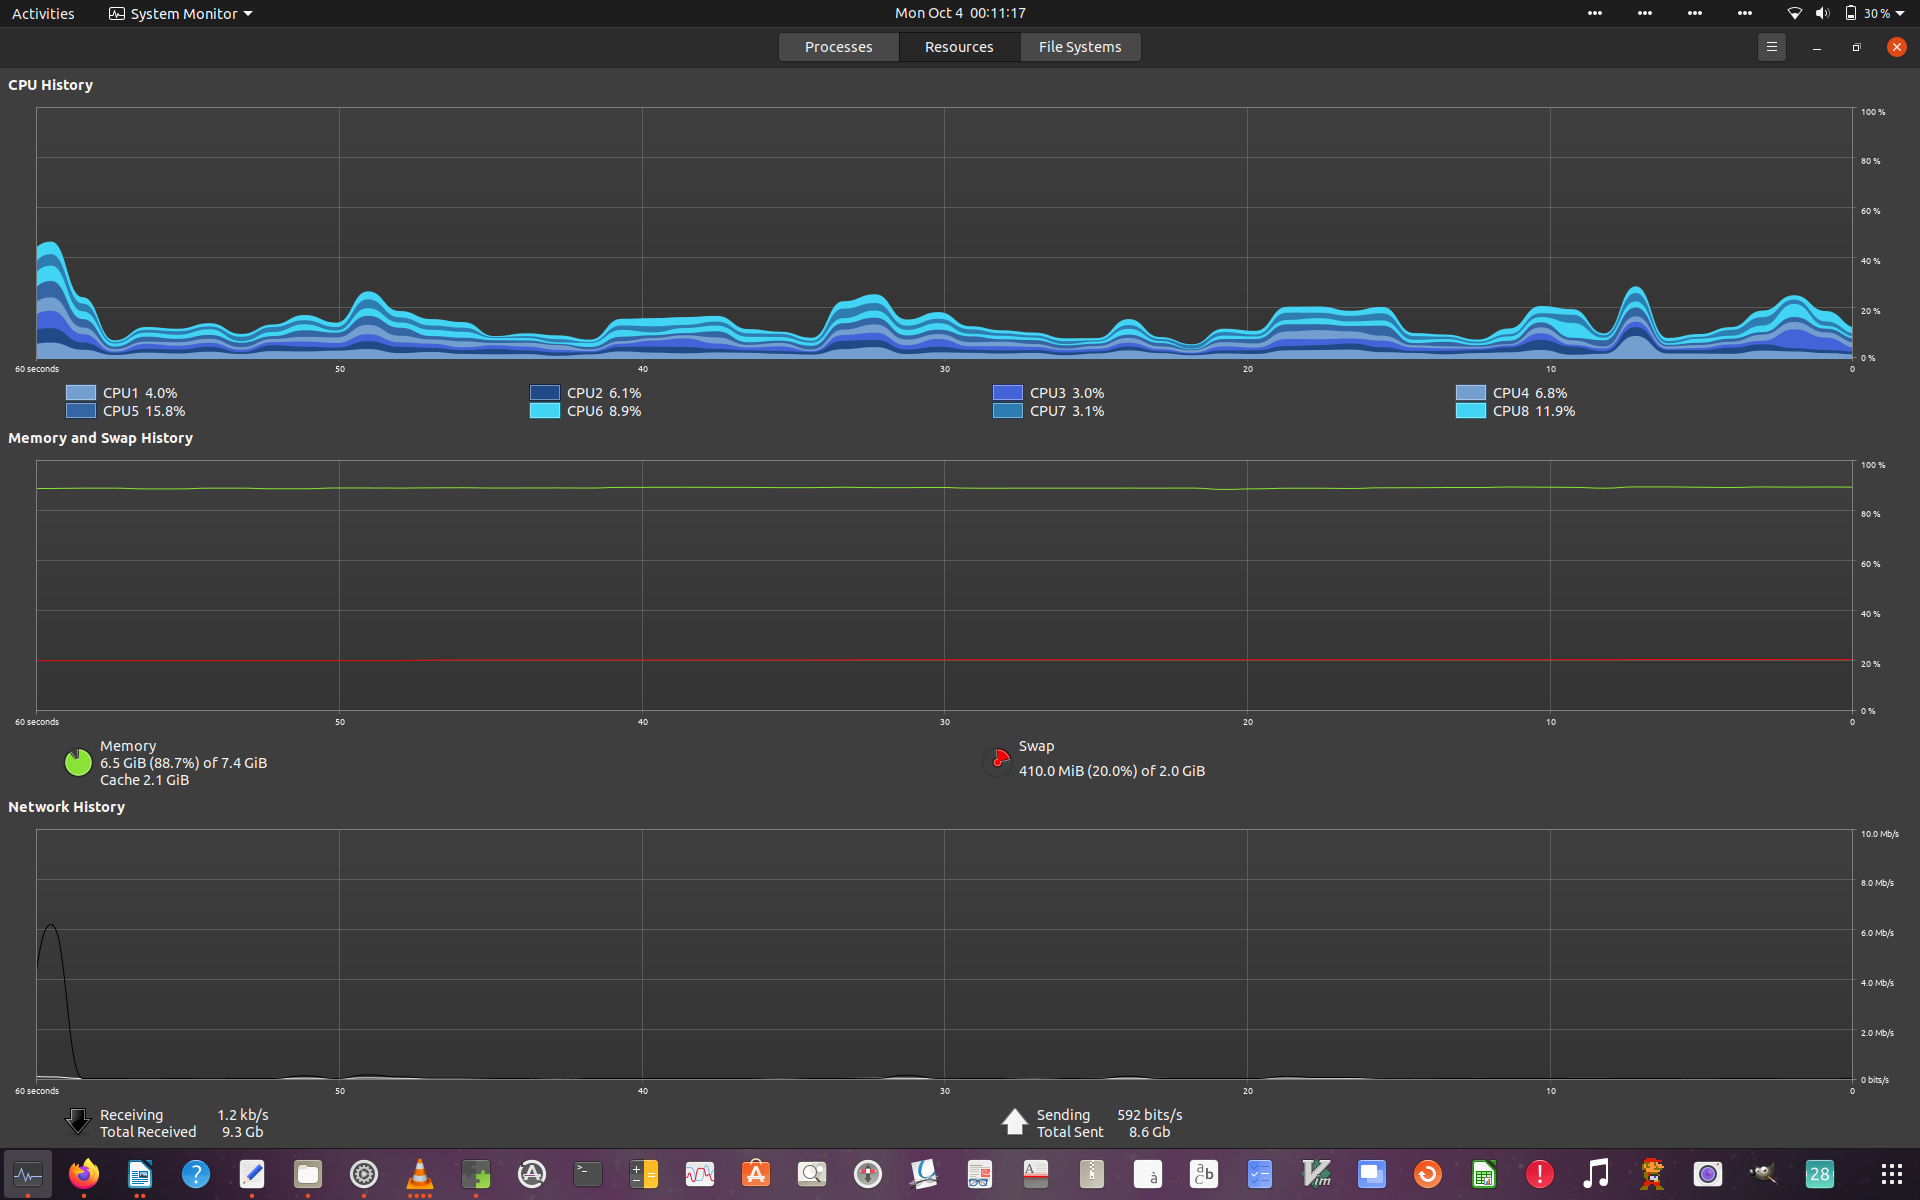 Activities System Monitor Mon Oct 4 00:11:17 30 %
Processes Resources File Systems
CPU History
100 %
80 %
60 %
40 %
20 %
0 %
60 seconds 50 40 30 20 10 0
CPU1 4.0% CPU2 6.1% CPU3 3.0% CPU4 6.8%
CPU5 15.8% CPU6 8.9% CPU7 3.1% CPU8 11.9%
Memory and Swap History
100 %
80 %
60 %
40 %
20 %
0 %
60 seconds 50 40 30 20 10 0
Memory
6.5 GiB (88.7%) of 7.4 GiB
Cache 2.1 GiB
Swap
410.0 MiB (20.0%) of 2.0 GiB
Network History
10.0 Mb/s
8.0 Mb/s
6.0 Mb/s
4.0 Mb/s
2.0 Mb/s
0 bits/s
60 seconds 50 40 30 20 10 0
Receiving 1.2 kb/s Sending 592 bits/s
Total Received 9.3 Gb Total Sent 8.6 Gb
? >_ A à a b c Vim ! 28